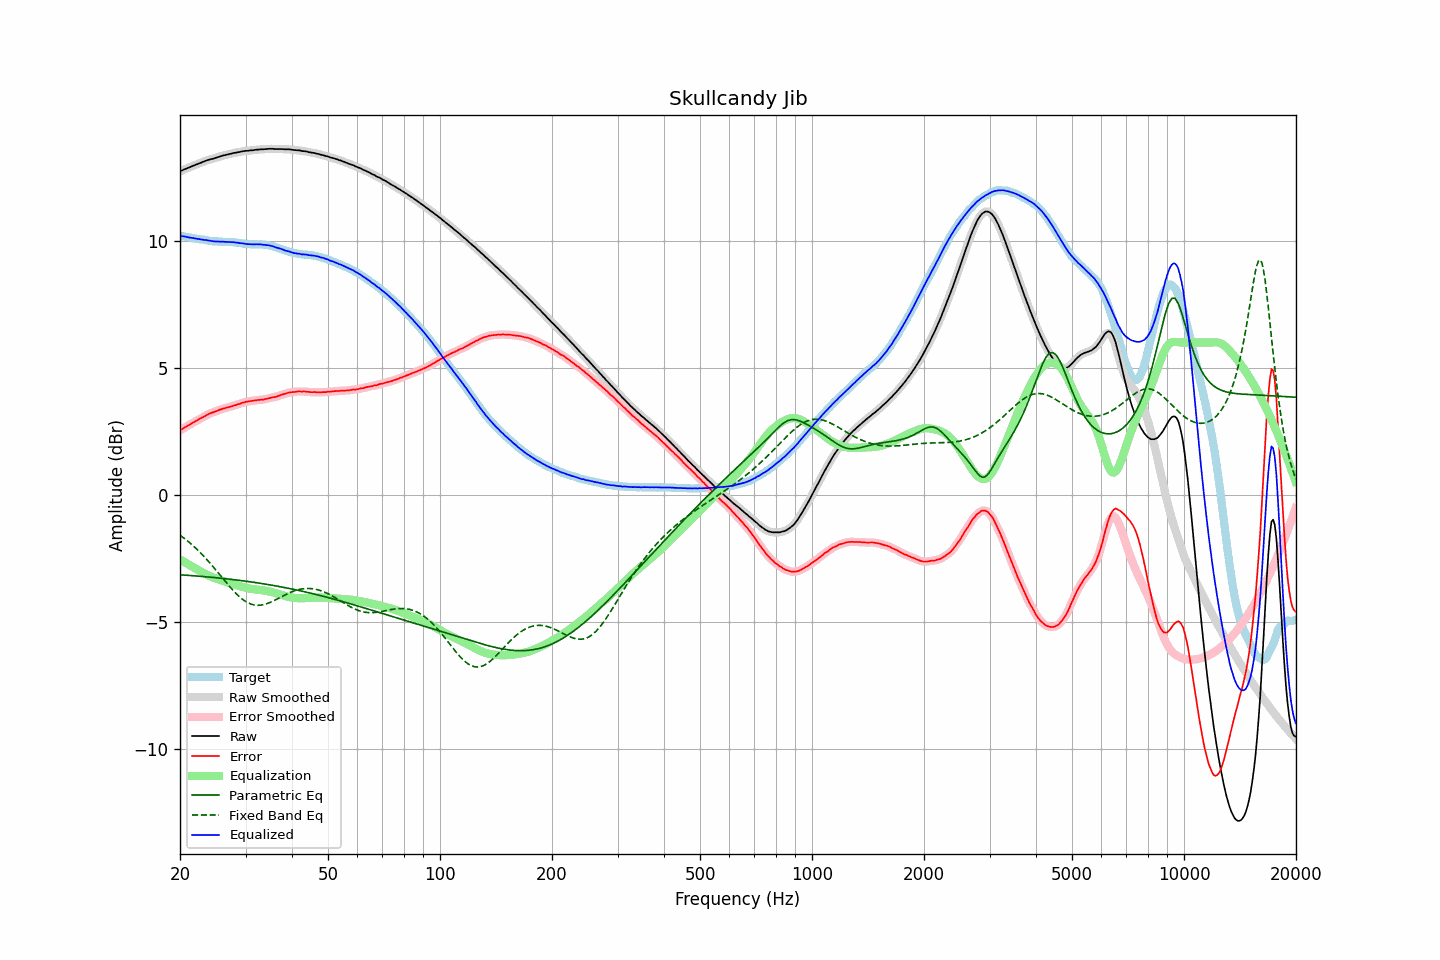 Skullcandy Jib
Amplitude (dBr)
10
5
0
−5
−10
Target
Raw Smoothed
Error Smoothed
Raw
Error
Equalization
Parametric Eq
Fixed Band Eq
Equalized
20 50 100 200 500 1000 2000 5000 10000 20000
Frequency (Hz)